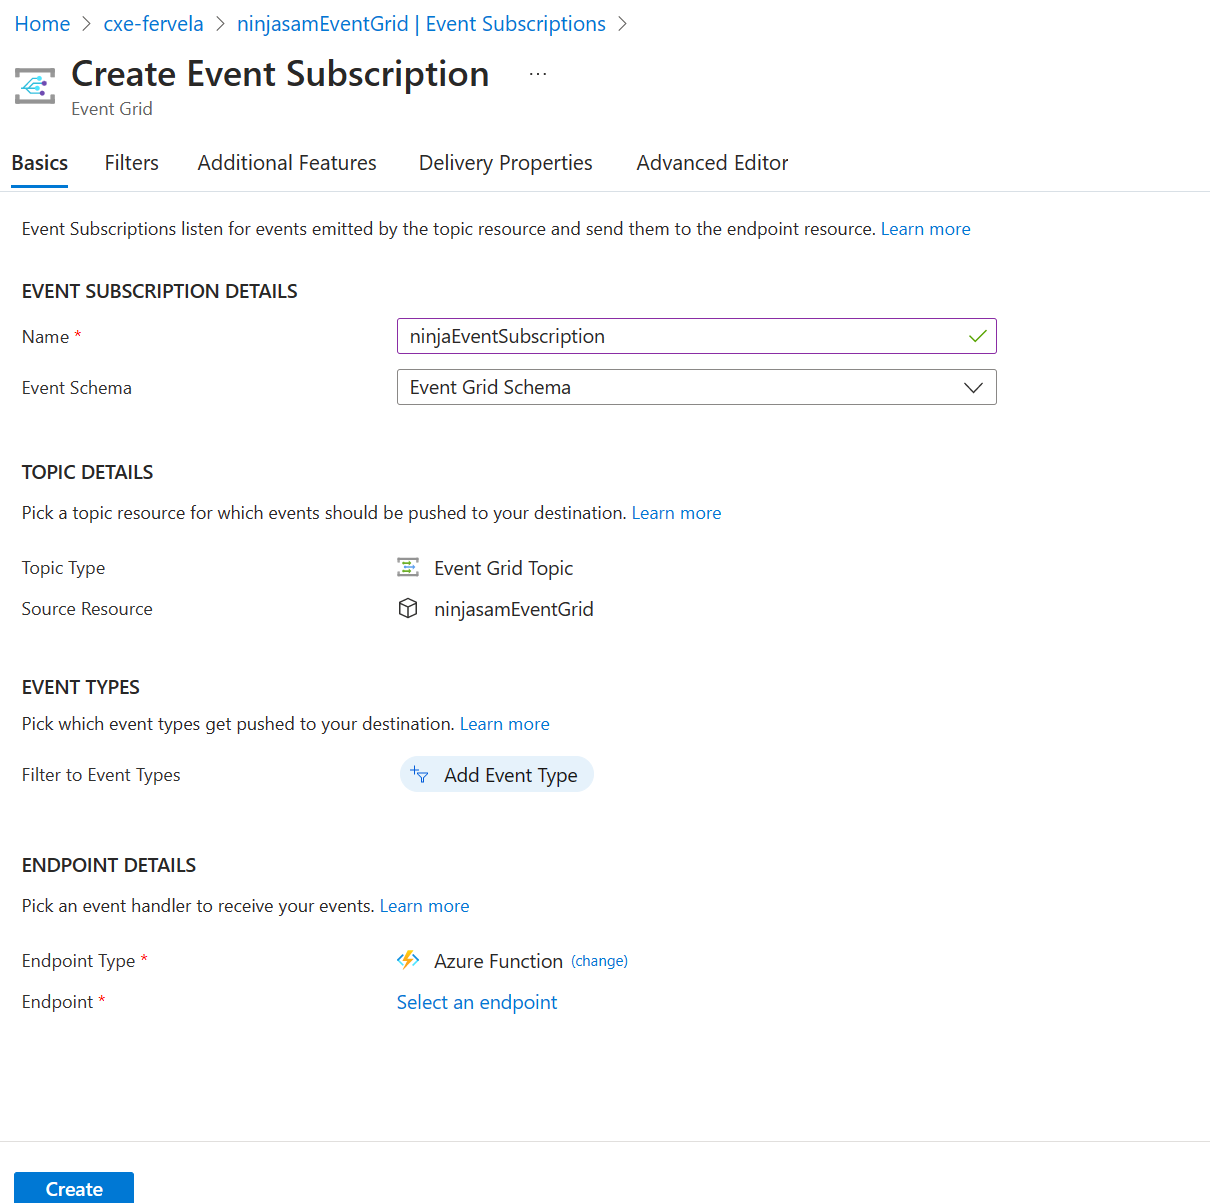 Home > cxe-fervela > ninjasamEventGrid | Event Subscriptions >
Create Event Subscription ...
Event Grid
Basics Filters Additional Features Delivery Properties Advanced Editor
Event Subscriptions listen for events emitted by the topic resource and send them to the endpoint resource. Learn more
EVENT SUBSCRIPTION DETAILS
Name * ninjaEventSubscription
Event Schema Event Grid Schema
TOPIC DETAILS
Pick a topic resource for which events should be pushed to your destination. Learn more
Topic Type Event Grid Topic
Source Resource ninjasamEventGrid
EVENT TYPES
Pick which event types get pushed to your destination. Learn more
Filter to Event Types Add Event Type
ENDPOINT DETAILS
Pick an event handler to receive your events. Learn more
Endpoint Type * Azure Function (change)
Endpoint * Select an endpoint
Create